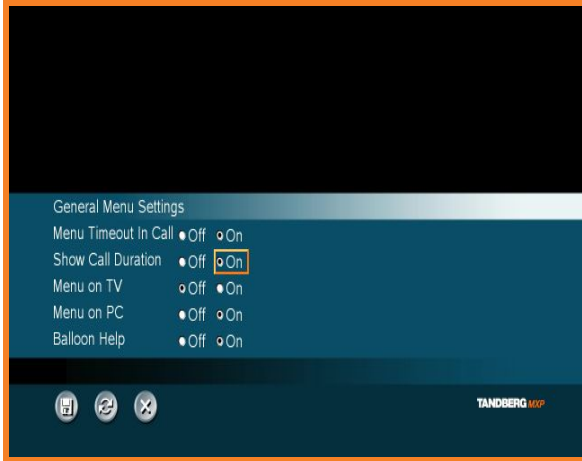 General Menu Settings
Menu Timeout In Call Off On
Show Call Duration Off On
Menu on TV Off On
Menu on PC Off On
Balloon Help Off On
TANDBERG MXP